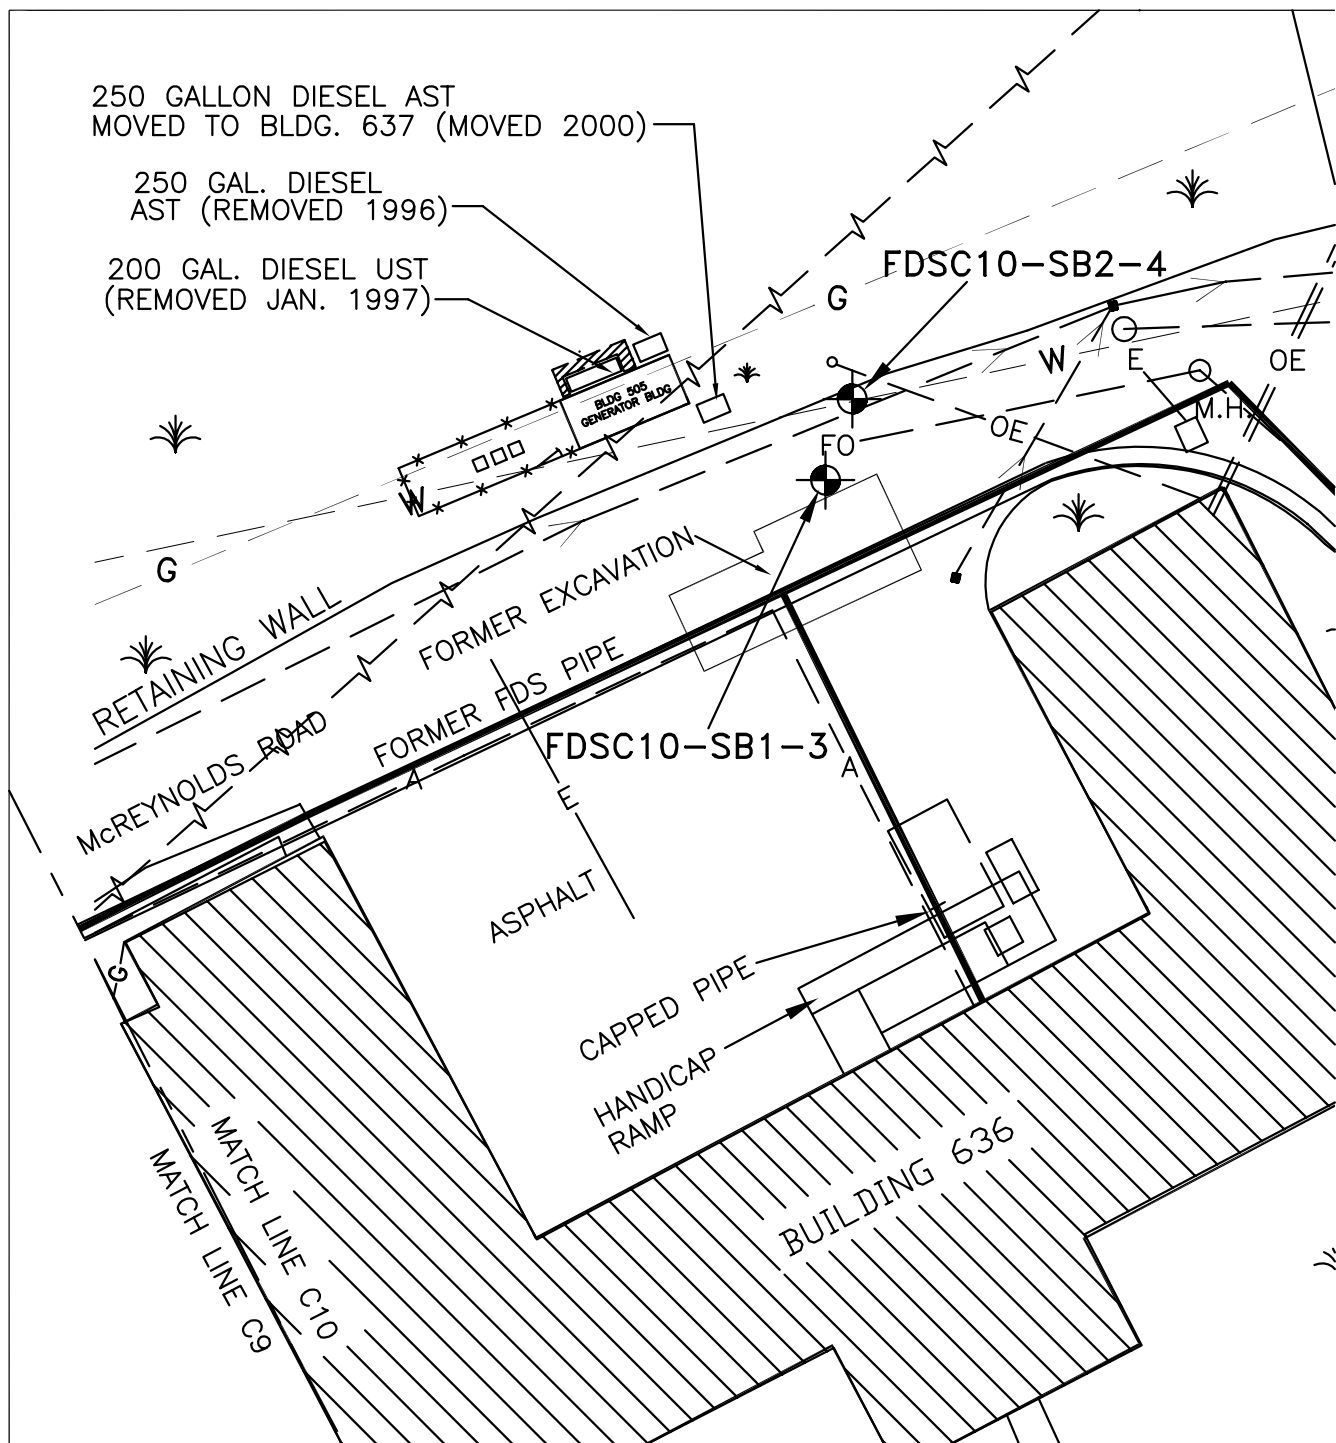 250 GALLON DIESEL AST
MOVED TO BLDG. 637 (MOVED 2000)
250 GAL. DIESEL
AST (REMOVED 1996)
200 GAL. DIESEL UST
(REMOVED JAN. 1997)
FDSC10-SB2-4
G
W
E
OE
M.H.
BLDG 505
GENERATOR BLDG
OE
FO
W
G
RETAINING WALL
FORMER EXCAVATION
McREYNOLDS ROAD
FORMER FDS PIPE
FDSC10-SB1-3
A
A
E
ASPHALT
G
CAPPED PIPE
HANDICAP
RAMP
BUILDING 636
MATCH LINE C10
MATCH LINE C9